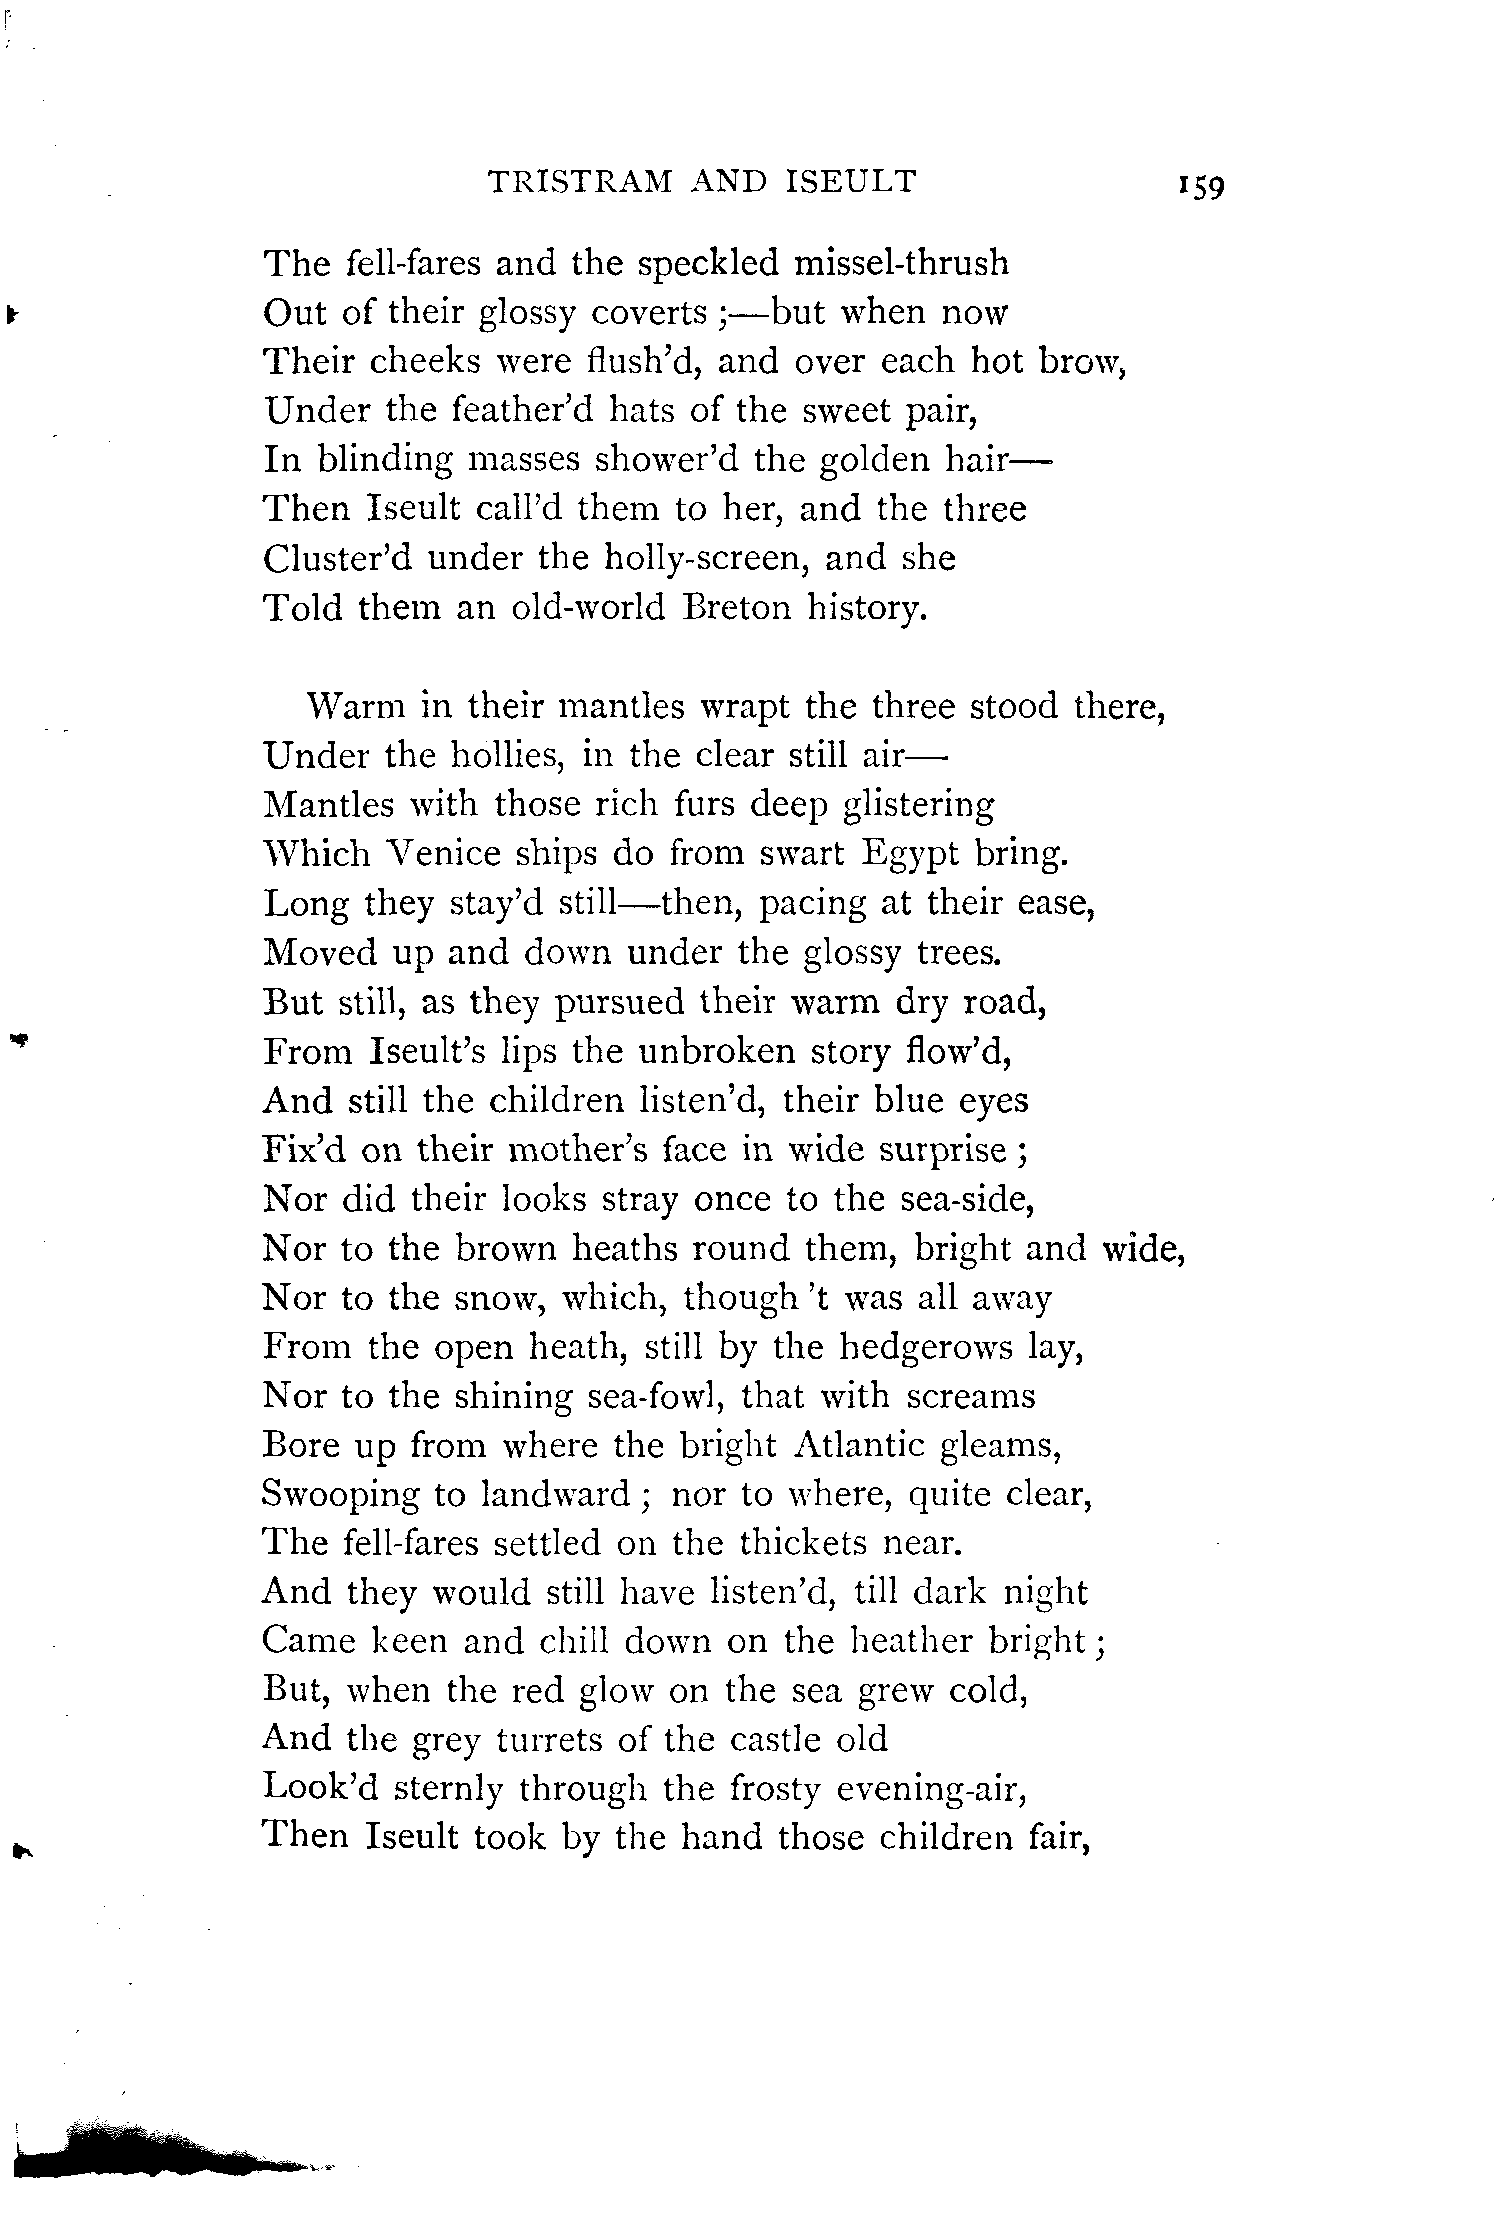 TRISTRAM AND ISEULT 159
The fell-fares and the speckled missel-thrush
Out of their glossy coverts ;—but when now
Their cheeks were flush’d, and over each hot brow,
Under the feather’d hats of the sweet pair,
In blinding masses shower’d the golden hair—
Then Iseult call’d them to her, and the three
Cluster’d under the holly-screen, and she
Told them an old-world Breton history.
Warm in their mantles wrapt the three stood there,
Under the hollies, in the clear still air—
Mantles with those rich furs deep glistering
Which Venice ships do from swart Egypt bring.
Long they stay’d still—then, pacing at their ease,
Moved up and down under the glossy trees.
But still, as they pursued their warm dry road,
From Iseult’s lips the unbroken story flow’d,
And still the children listen’d, their blue eyes
Fix’d on their mother’s face in wide surprise ;
Nor did their looks stray once to the sea-side,
Nor to the brown heaths round them, bright and wide,
Nor to the snow, which, though ’t was all away
From the open heath, still by the hedgerows lay,
Nor to the shining sea-fowl, that with screams
Bore up from where the bright Atlantic gleams,
Swooping to landward ; nor to where, quite clear,
The fell-fares settled on the thickets near.
And they would still have listen’d, till dark night
Came keen and chill down on the heather bright ;
But, when the red glow on the sea grew cold,
And the grey turrets of the castle old
Look’d sternly through the frosty evening-air,
Then Iseult took by the hand those children fair,